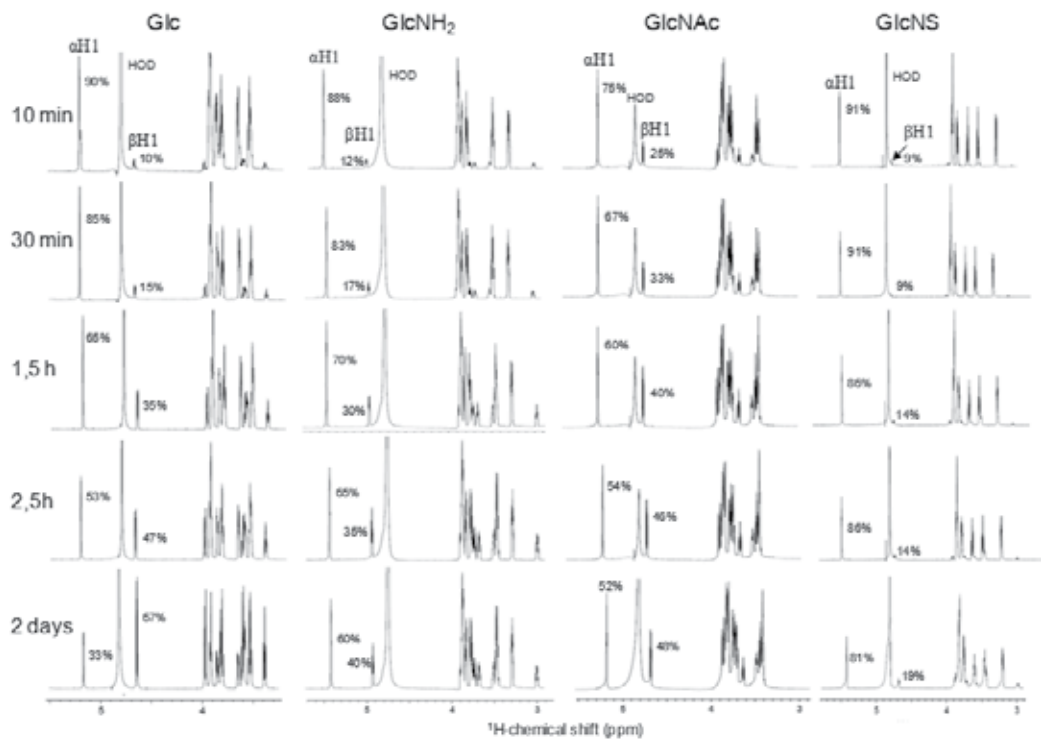 Glc GlcNH₂ GlcNAc GlcNS
10 min
αH1 90% HOD βH1 10%
αH1 88% HOD βH1 12%
αH1 75% HOD βH1 25%
αH1 91% HOD βH1 9%
30 min
85% 15%
83% 17%
67% 33%
91% 9%
1,5 h
65% 35%
70% 30%
60% 40%
86% 14%
2,5h
53% 47%
65% 35%
54% 46%
86% 14%
2 days
33% 67%
60% 40%
52% 48%
81% 19%
5 4 5 4 3 5 4 3 5 4 3
¹H-chemical shift (ppm)